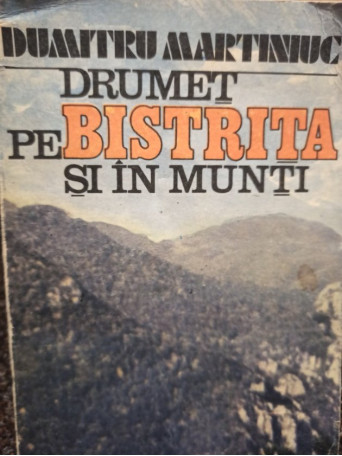 DUMITRU MARTINIUC
DRUMEȚ
PE BISTRIȚA
ȘI ÎN MUNȚI